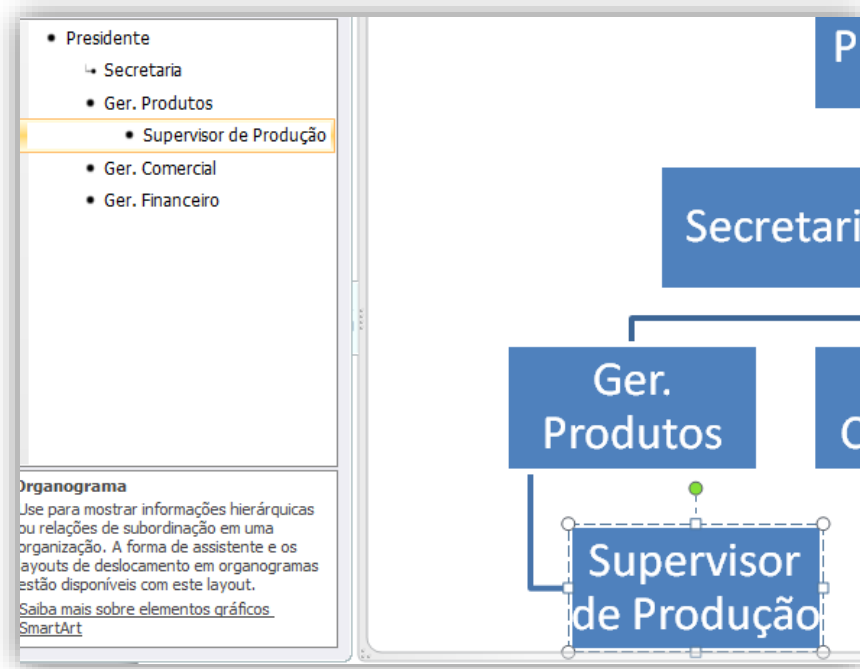 Presidente
Secretaria
Ger. Produtos
Supervisor de Produção
Ger. Comercial
Ger. Financeiro
Organograma
Use para mostrar informações hierárquicas
ou relações de subordinação em uma
organização. A forma de assistente e os
layouts de deslocamento em organogramas
estão disponíveis com este layout.
Saiba mais sobre elementos gráficos
SmartArt
P
Secretari
Ger.
Produtos
C
Supervisor
de Produção